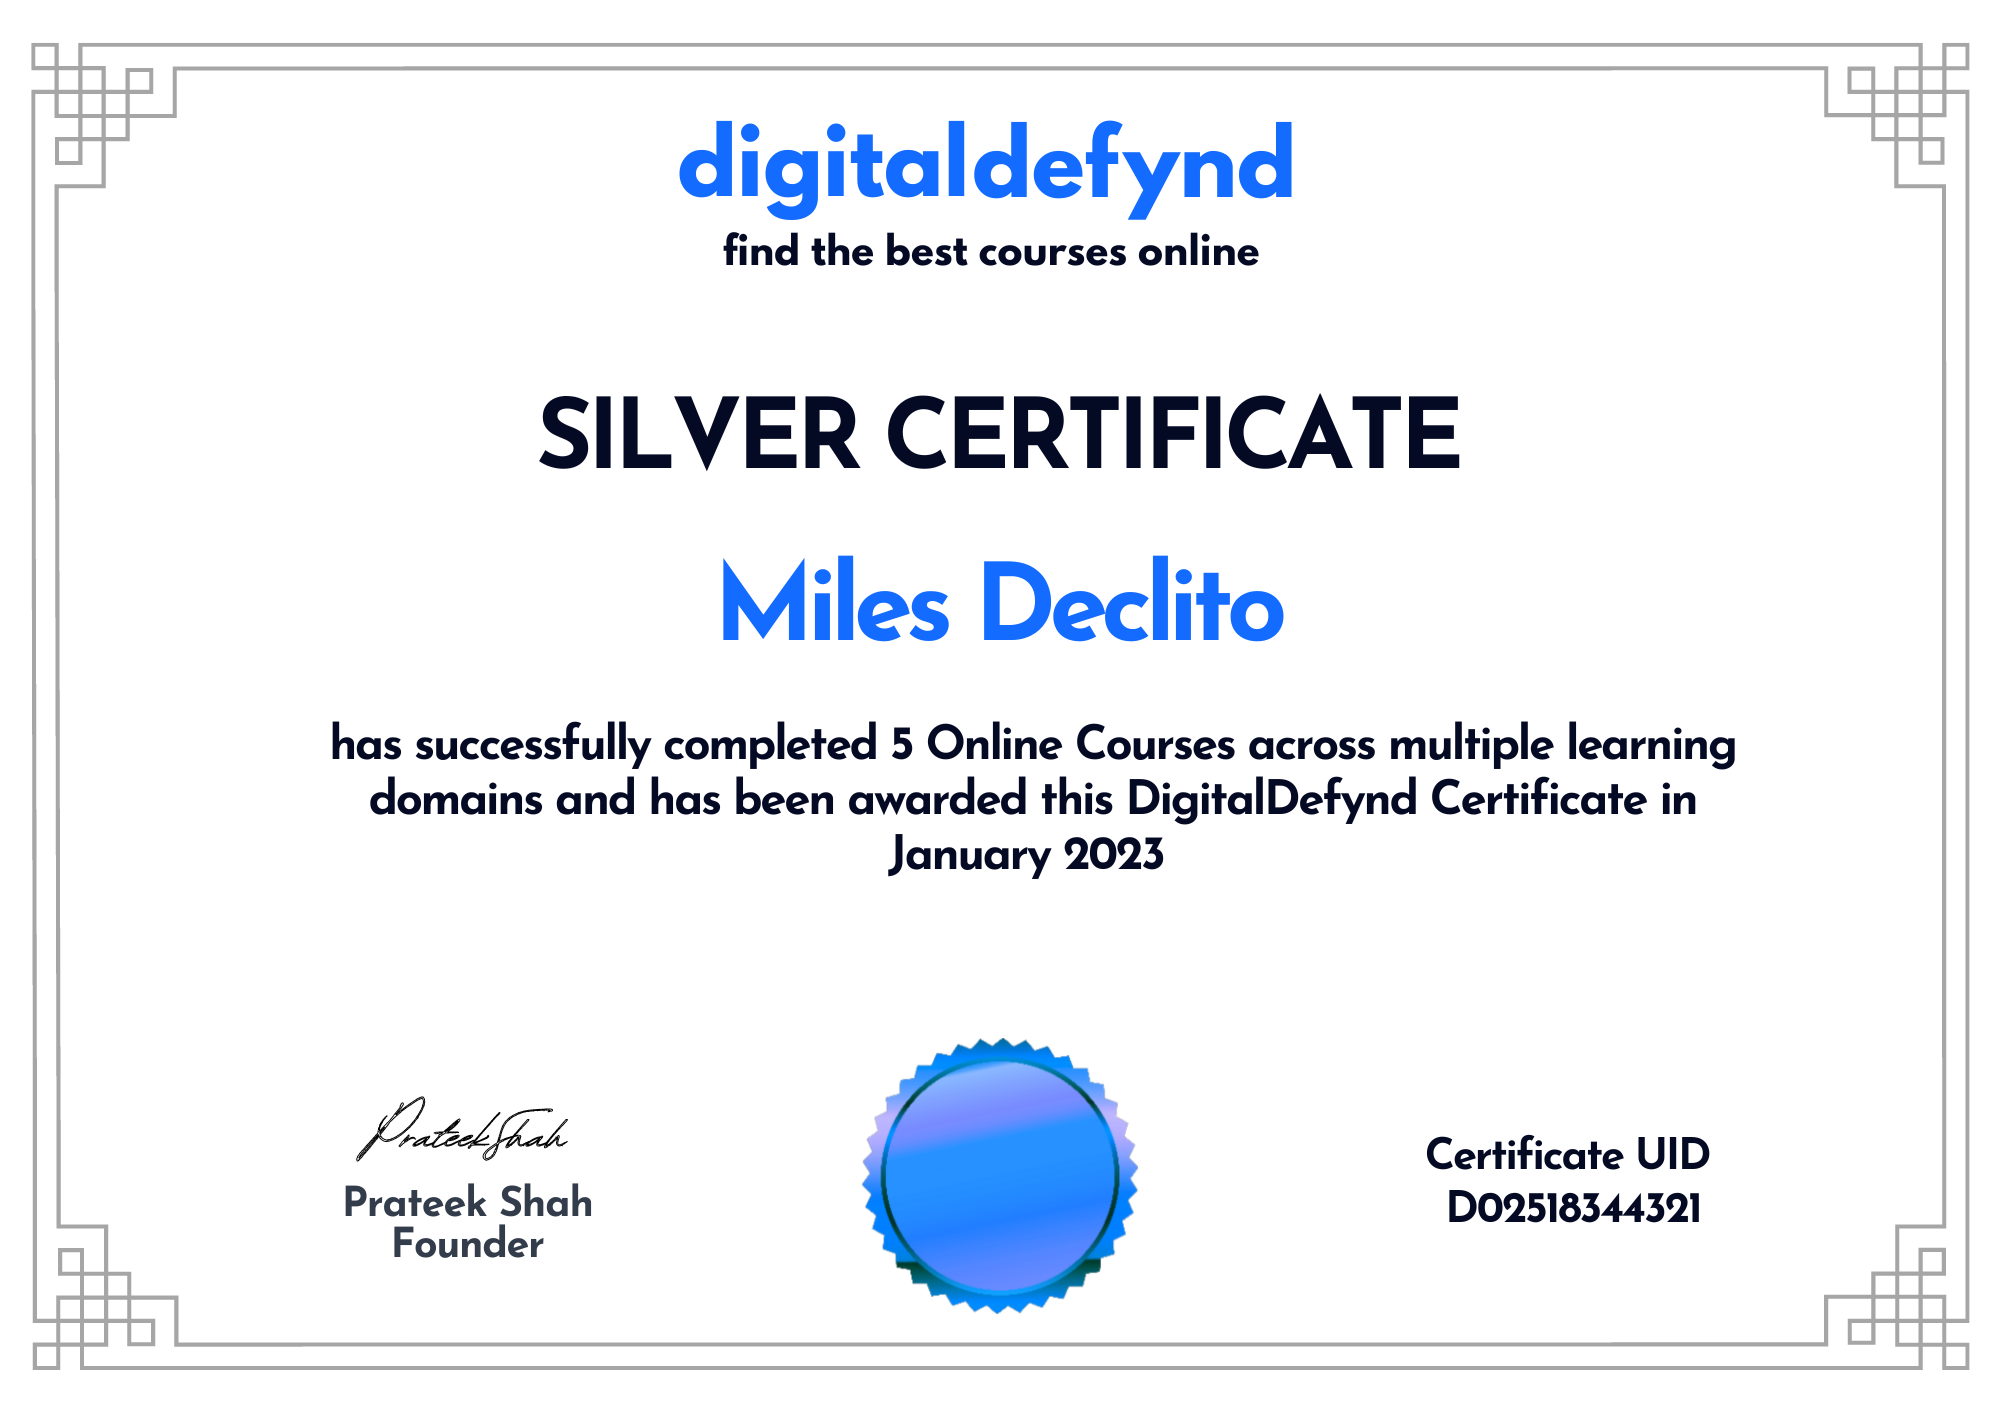 digitaldefynd
find the best courses online
SILVER CERTIFICATE
Miles Declito
has successfully completed 5 Online Courses across multiple learning
domains and has been awarded this DigitalDefynd Certificate in
January 2023
Prateek Shah
Prateek Shah
Founder
Certificate UID
D02518344321